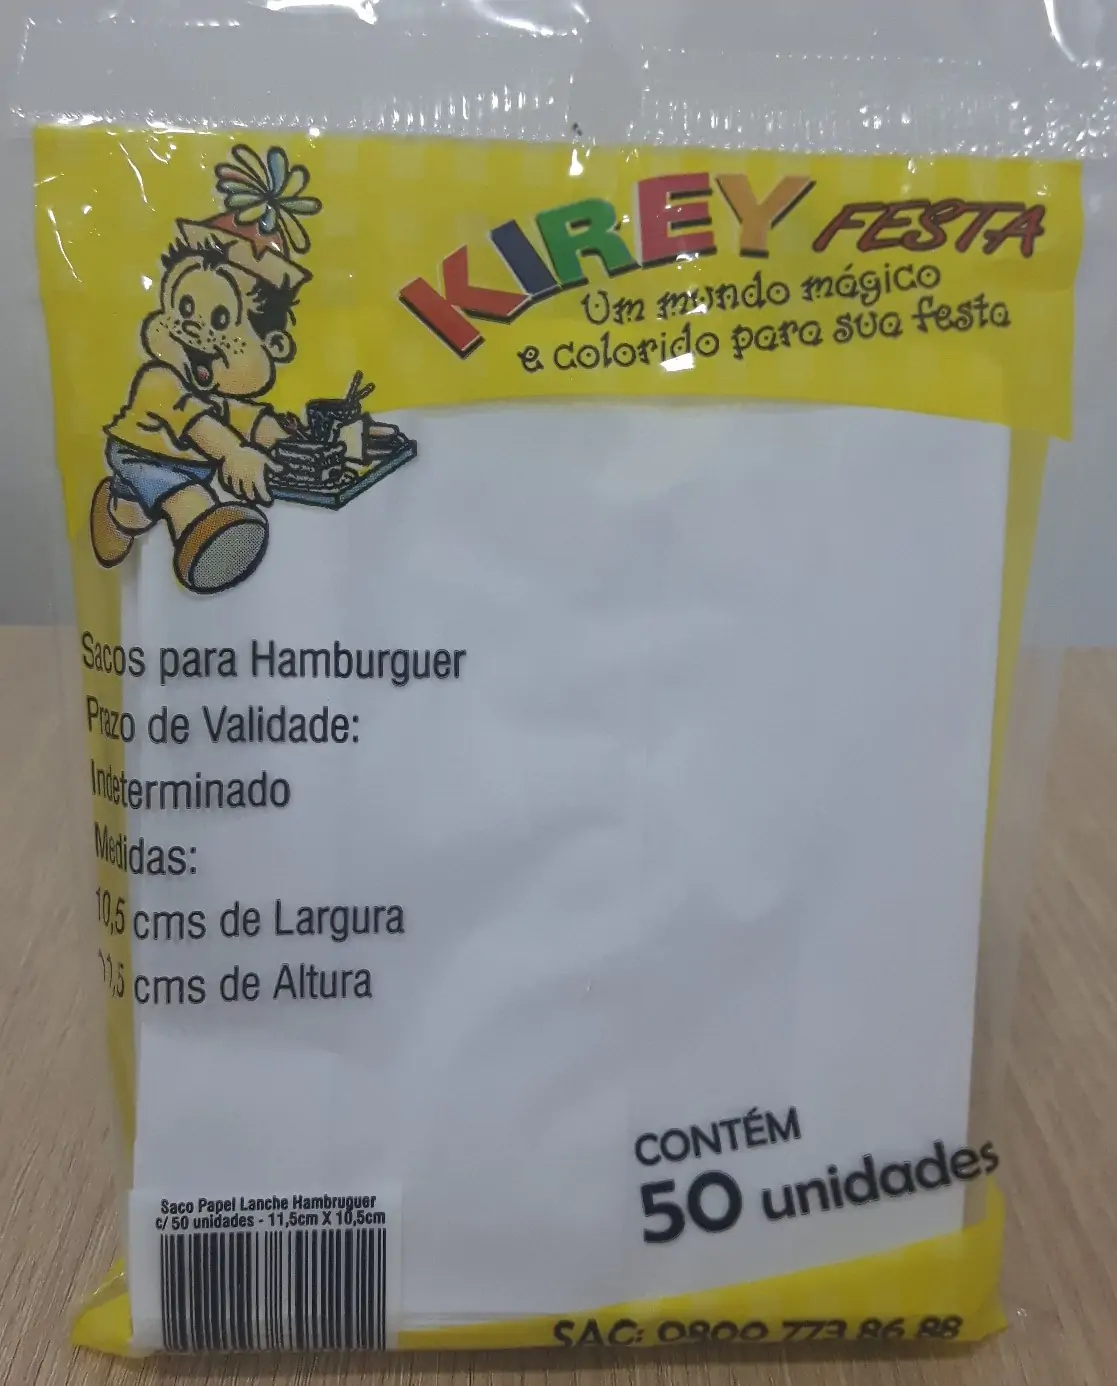 KIREY FESTA
Um mundo mágico
e colorido para sua festa
Sacos para Hamburguer
Prazo de Validade:
Indeterminado
Medidas:
10,5 cms de Largura
11,5 cms de Altura
CONTÉM
50 unidades
Saco Papel Lanche Hambruguer
c/ 50 unidades - 11,5cm X 10,5cm
SAC: 0800 773 86 88